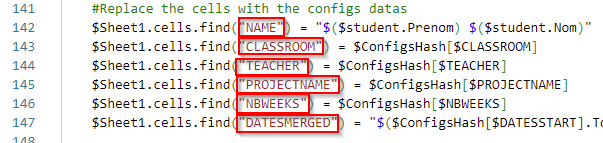 141 #Replace the cells with the configs datas
142 $Sheet1.cells.find("NAME") = "$($student.Prenom) $($student.Nom)"
143 $Sheet1.cells.find("CLASSROOM") = $ConfigsHash[$CLASSROOM]
144 $Sheet1.cells.find("TEACHER") = $ConfigsHash[$TEACHER]
145 $Sheet1.cells.find("PROJECTNAME") = $ConfigsHash[$PROJECTNAME]
146 $Sheet1.cells.find("NBWEEKS") = $ConfigsHash[$NBWEEKS]
147 $Sheet1.cells.find("DATESMERGED") = "$($ConfigsHash[$DATESSTART].To
148